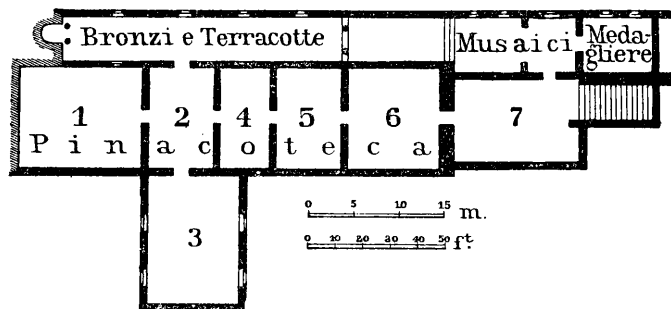 Bronzi e Terracotte
Musaici
Meda-
gliere
1 2 4 5 6 7
Pinacoteca
3
0 5 10 15 m.
0 10 20 30 40 50 ft.